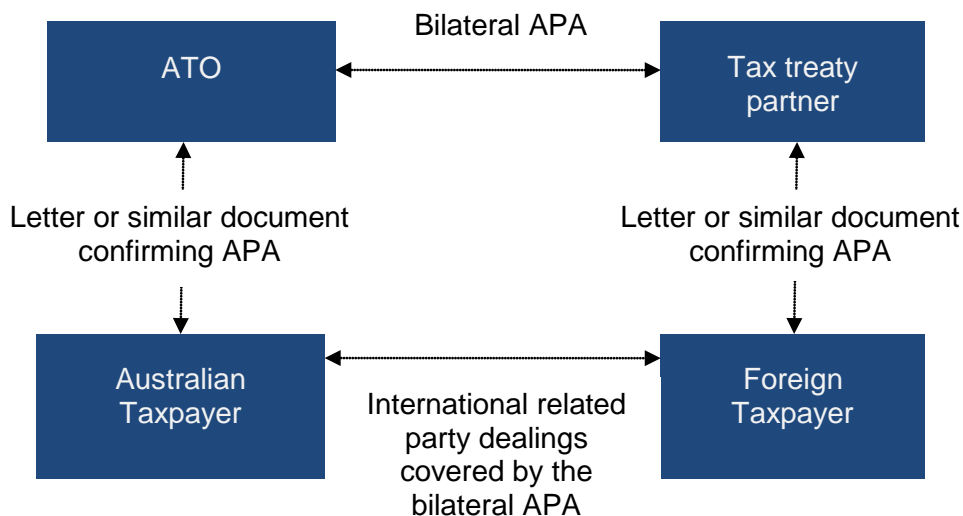 Bilateral APA
ATO
Tax treaty
partner
Letter or similar document
confirming APA
Letter or similar document
confirming APA
Australian
Taxpayer
International related
party dealings
covered by the
bilateral APA
Foreign
Taxpayer